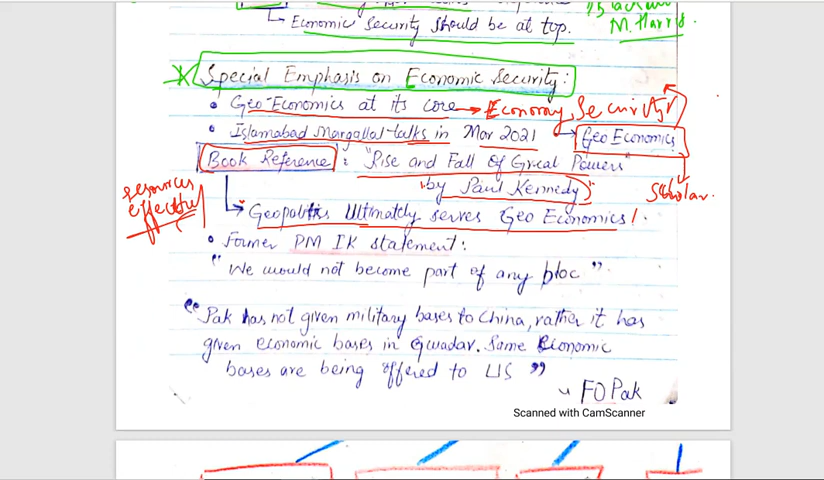 M. Harris
Economic Security should be at top.
Special Emphasis on Economic Security:
• Geo-Economics at its core → Economy, Security
• Islamabad Margallah talks in Mar 2021 → Geo Economics
Book Reference : "Rise and Fall of Great Powers"
"by Paul Kennedy"
Scholar.
resources
effectively
Geopolitics Ultimately serves Geo Economics!
• Former PM IK statement:
"We would not become part of any bloc".
"Pak has not given military bases to China, rather it has
given economic bases in Gwadar. Same Economic
bases are being offered to US"
~ FO Pak
Scanned with CamScanner